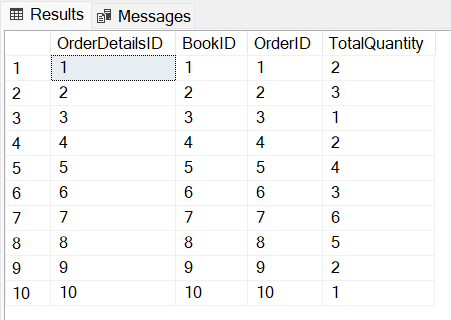 Results Messages
OrderDetailsID BookID OrderID TotalQuantity
1 1 1 1 2
2 2 2 2 3
3 3 3 3 1
4 4 4 4 2
5 5 5 5 4
6 6 6 6 3
7 7 7 7 6
8 8 8 8 5
9 9 9 9 2
10 10 10 10 1